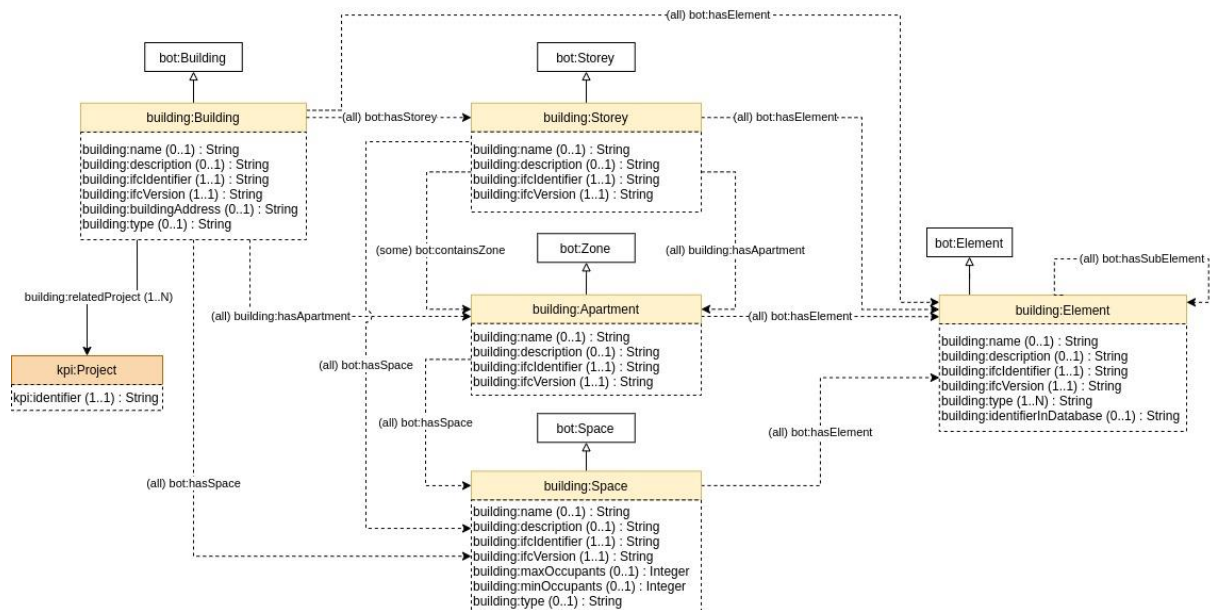 (all) bot:hasElement
bot:Building
bot:Storey
building:Building
(all) bot:hasStorey
building:Storey
(all) bot:hasElement
building:name (0..1) : String
building:description (0..1) : String
building:ifcIdentifier (1..1) : String
building:ifcVersion (1..1) : String
building:buildingAddress (0..1) : String
building:type (0..1) : String
building:name (0..1) : String
building:description (0..1) : String
building:ifcIdentifier (1..1) : String
building:ifcVersion (1..1) : String
(some) bot:containsZone
bot:Zone
(all) building:hasApartment
bot:Element
(all) bot:hasSubElement
building:relatedProject (1..N)
(all) building:hasApartment
building:Apartment
(all) bot:hasElement
building:Element
building:name (0..1) : String
building:description (0..1) : String
building:ifcIdentifier (1..1) : String
building:ifcVersion (1..1) : String
building:name (0..1) : String
building:description (0..1) : String
building:ifcIdentifier (1..1) : String
building:ifcVersion (1..1) : String
building:type (1..N) : String
building:identifierInDatabase (0..1) : String
kpi:Project
kpi:identifier (1..1) : String
(all) bot:hasSpace
(all) bot:hasSpace
bot:Space
(all) bot:hasElement
(all) bot:hasSpace
building:Space
building:name (0..1) : String
building:description (0..1) : String
building:ifcIdentifier (1..1) : String
building:ifcVersion (1..1) : String
building:maxOccupants (0..1) : Integer
building:minOccupants (0..1) : Integer
building:type (0..1) : String